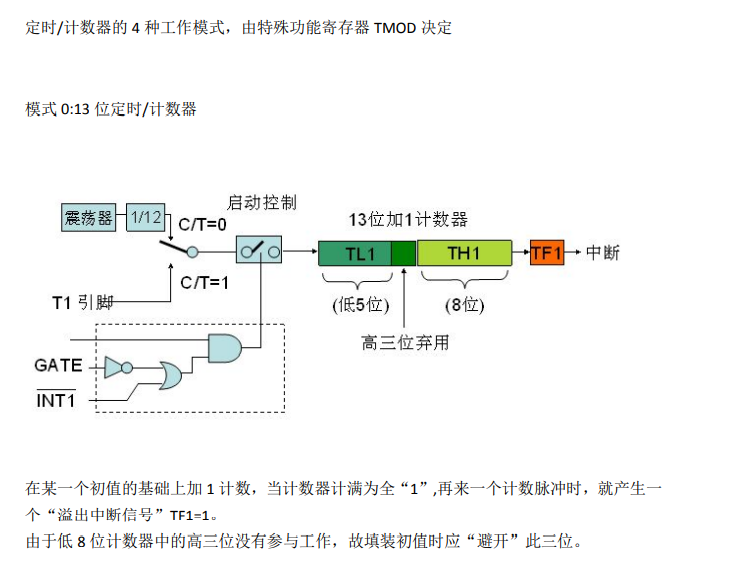 定时/计数器的 4 种工作模式，由特殊功能寄存器 TMOD 决定
模式 0:13 位定时/计数器
启动控制
震荡器
1/12
C/T=0
13位加1计数器
TL1
TH1
TF1
中断
C/T=1
T1 引脚
(低5位)
(8位)
高三位弃用
GATE
INT1
在某一个初值的基础上加 1 计数，当计数器计满为全“1”,再来一个计数脉冲时，就产生一
个“溢出中断信号”TF1=1。
由于低 8 位计数器中的高三位没有参与工作，故填装初值时应“避开”此三位。